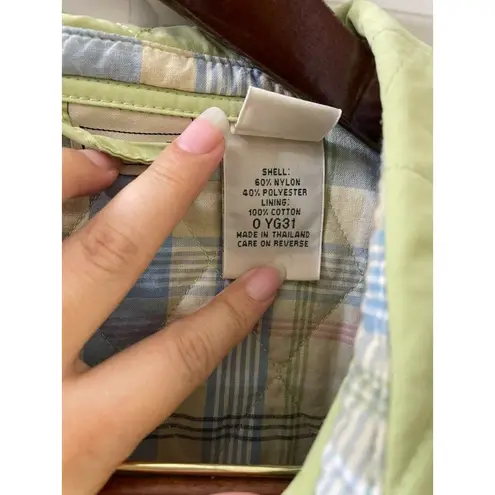 SHELL:
60% NYLON
40% POLYESTER
LINING:
100% COTTON
0 YG31
MADE IN THAILAND
CARE ON REVERSE